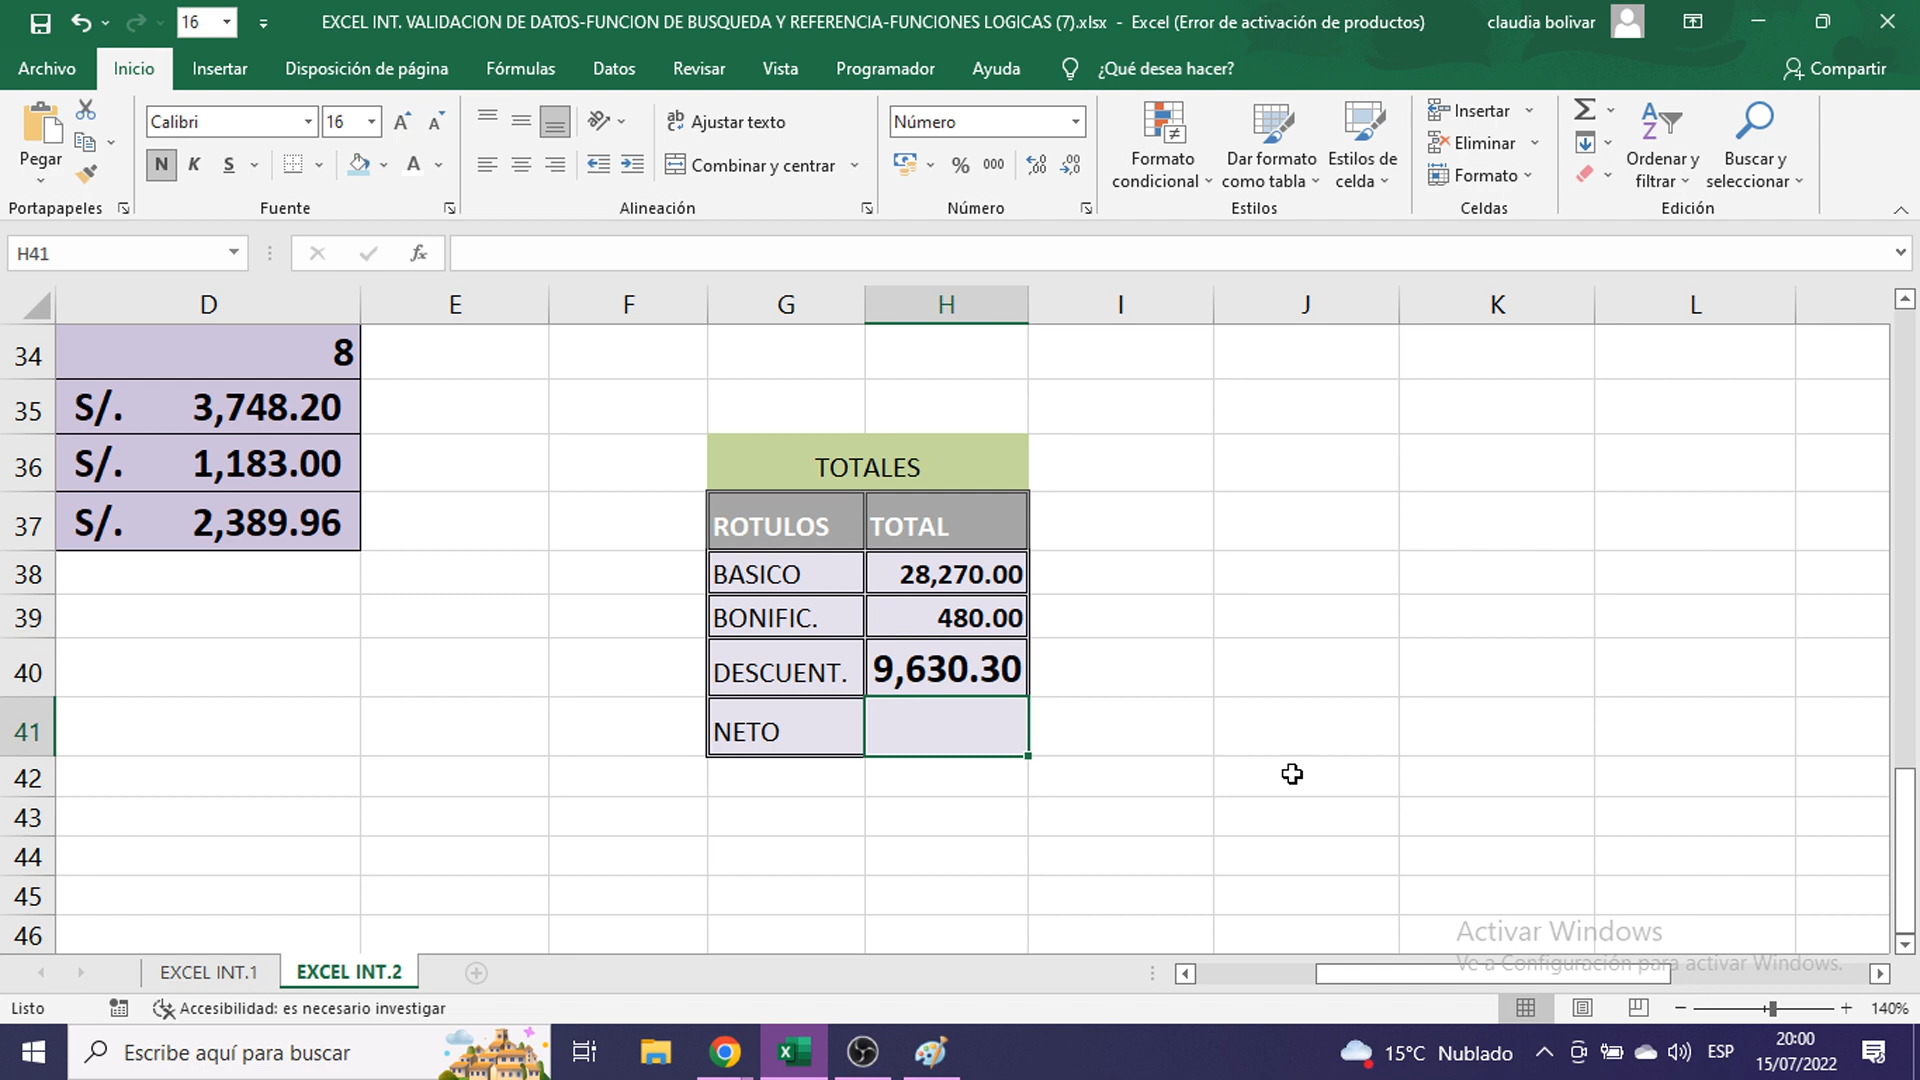 16
EXCEL INT. VALIDACION DE DATOS-FUNCION DE BUSQUEDA Y REFERENCIA-FUNCIONES LOGICAS (7).xlsx - Excel (Error de activación de productos)
claudia bolivar
Archivo Inicio Insertar Disposición de página Fórmulas Datos Revisar Vista Programador Ayuda ¿Qué desea hacer? Compartir
Pegar
Portapapeles
Calibri 16
N K S
Fuente
Ajustar texto
Combinar y centrar
Alineación
Número
% 000
Número
Formato condicional
Dar formato como tabla
Estilos de celda
Estilos
Insertar
Eliminar
Formato
Celdas
Ordenar y filtrar
Buscar y seleccionar
Edición
H41
fx
D E F G H I J K L
34 8
35 S/. 3,748.20
36 S/. 1,183.00 TOTALES
37 S/. 2,389.96 ROTULOS TOTAL
38 BASICO 28,270.00
39 BONIFIC. 480.00
40 DESCUENT. 9,630.30
41 NETO
42
43
44
45
46
Activar Windows
Ve a Configuración para activar Windows.
EXCEL INT.1 EXCEL INT.2
Listo Accesibilidad: es necesario investigar 140%
Escribe aquí para buscar
15°C Nublado
ESP
20:00
15/07/2022